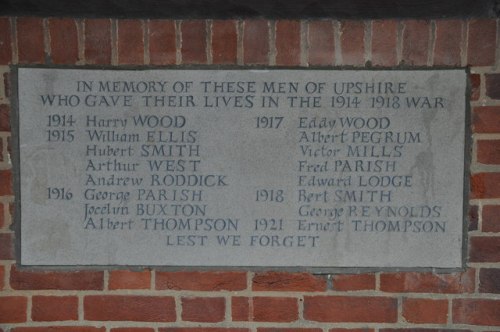 IN MEMORY OF THESE MEN OF UPSHIRE
WHO GAVE THEIR LIVES IN THE 1914 1918 WAR
1914 Harry WOOD
1915 William ELLIS
Hubert SMITH
Arthur WEST
Andrew RODDICK
1916 George PARISH
Jocelyn BUXTON
Albert THOMPSON
1917 Eddy WOOD
Albert PEGRUM
Victor MILLS
Fred PARISH
Edward LODGE
1918 Bert SMITH
George REYNOLDS
1921 Ernest THOMPSON
LEST WE FORGET